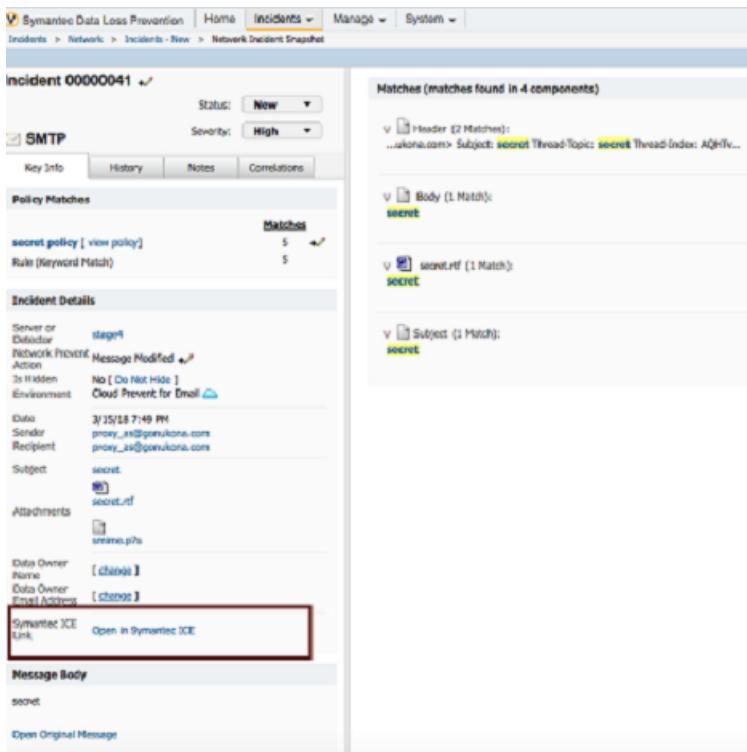 Symantec Data Loss Prevention Home Incidents Manage System
Incidents > Network > Incidents - New > Network Incident Snapshot
Incident 00000041
Status: New
SMTP
Severity: High
Key Info History Notes Correlations
Policy Matches
Matches
secret policy [ view policy] 5
Rule (Keyword Match) 5
Incident Details
Server or
Detector
stage4
Network Prevent
Action
Message Modified
Is Hidden No [ Do Not Hide ]
Environment Cloud Prevent for Email
Date 3/15/18 7:49 PM
Sender
Recipient
Subject secret
Attachments
secret.rtf
smime.p7s
Data Owner
Name
[ change ]
Data Owner
Email Address
[ change ]
Symantec ICE
Link
Open in Symantec ICE
Message Body
secret
Open Original Message
Matches (matches found in 4 components)
Header (2 Matches):
Subject: secret Thread-Topic: secret Thread-Index:
Body (1 Match):
secret
secret.rtf (1 Match):
secret
Subject (1 Match):
secret